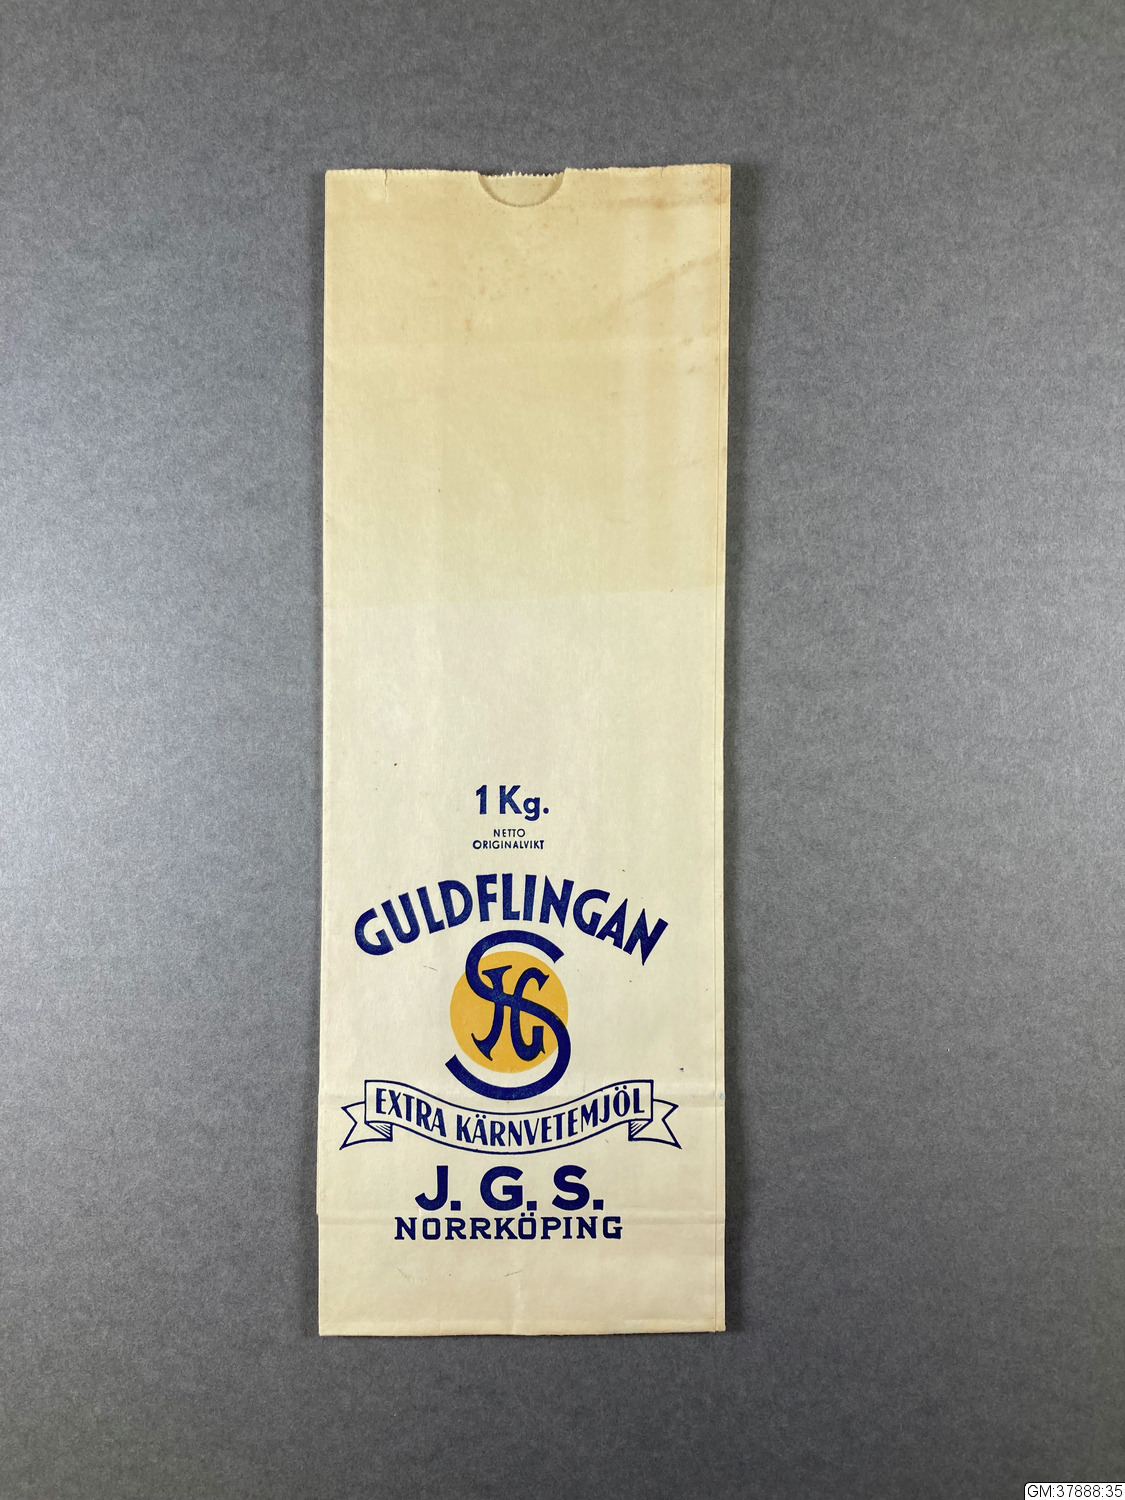 1 Kg.
NETTO
ORIGINALVIKT
GULDFLINGAN
JGS
EXTRA KÄRNVETEMJÖL
J. G. S.
NORRKÖPING
GM:37888:35